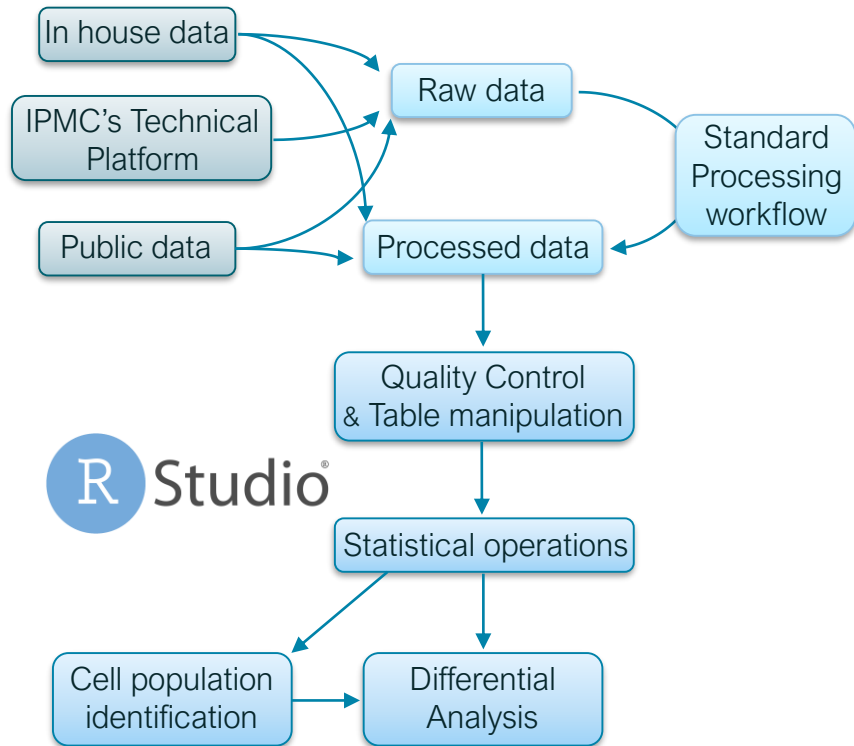 In house data
Raw data
IPMC's Technical
Platform
Standard
Processing
workflow
Public data
Processed data
Quality Control
& Table manipulation
R Studio®
Statistical operations
Cell population
identification
Differential
Analysis